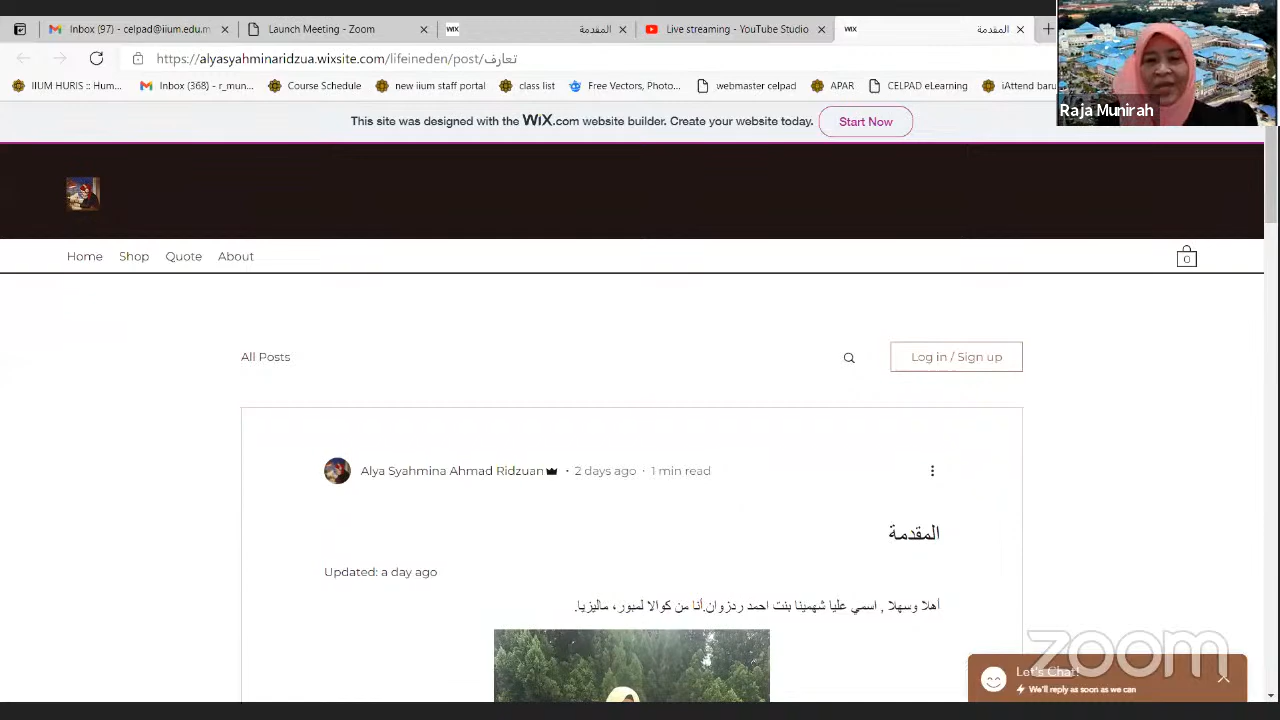 Inbox (97) - celpad@iium.edu.m
Launch Meeting - Zoom
WIX
المقدمة
Live streaming - YouTube Studio
WIX
المقدمة
https://alyasyahminaridzua.wixsite.com/lifeineden/post/تعارف
IIUM HURIS :: Hum...
Inbox (368) - r_mun...
Course Schedule
new iium staff portal
class list
Free Vectors, Photo...
webmaster celpad
APAR
CELPAD eLearning
iAttend baru
Raja Munirah
This site was designed with the WiX.com website builder. Create your website today.
Start Now
Home
Shop
Quote
About
0
All Posts
Log in / Sign up
Alya Syahmina Ahmad Ridzuan · 2 days ago · 1 min read
المقدمة
Updated: a day ago
أهلا وسهلا , اسمي عليا شهمينا بنت احمد ردزوان.أنا من كوالا لمبور، ماليزيا.
zoom
Let's Chat!
We'll reply as soon as we can